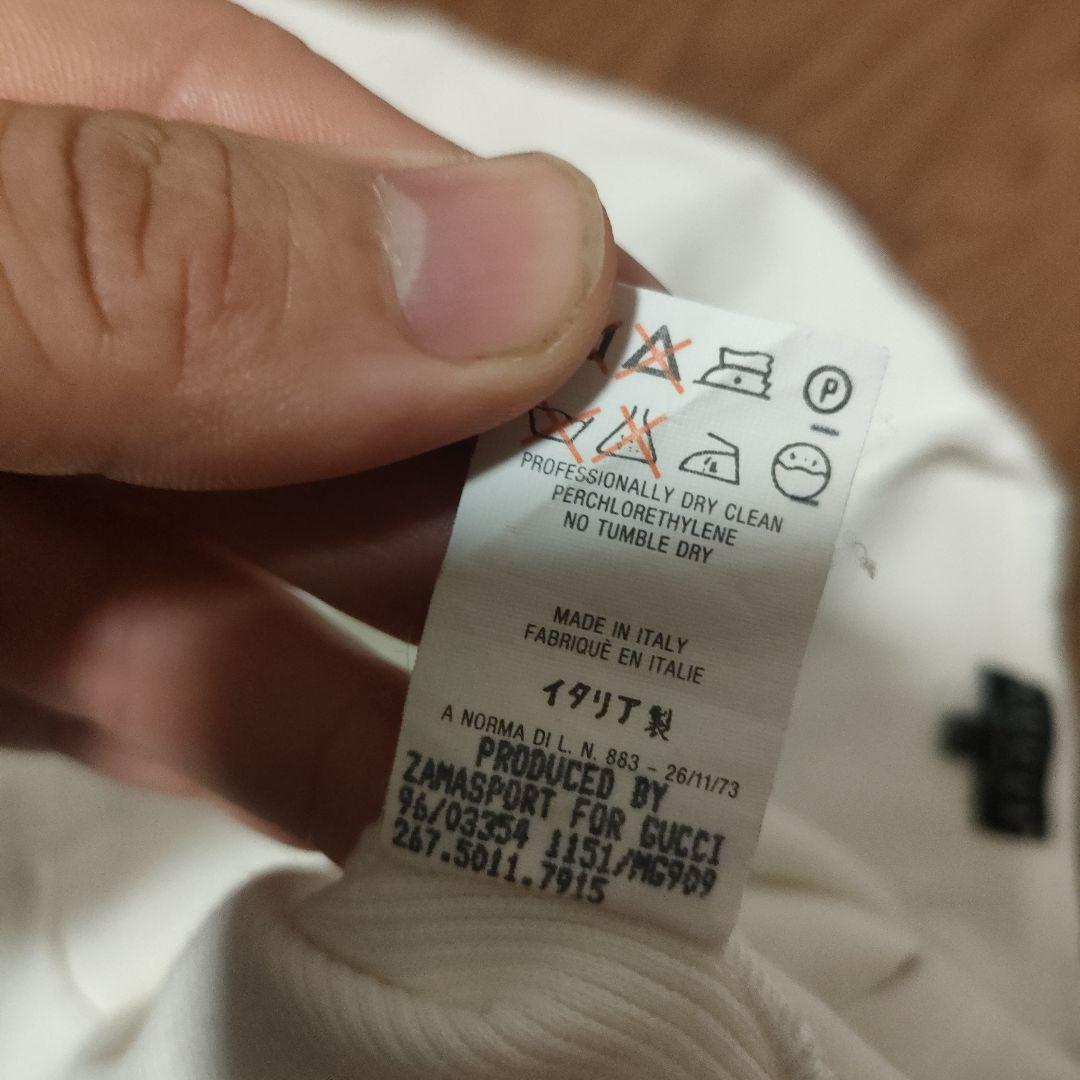 P
PROFESSIONALLY DRY CLEAN
PERCHLORETHYLENE
NO TUMBLE DRY
MADE IN ITALY
FABRIQUÈ EN ITALIE
イタリア製
A NORMA DI L. N. 883 - 26/11/73
PRODUCED BY
ZAMASPORT FOR GUCCI
96/03354 1151/MG909
267.5011.7915